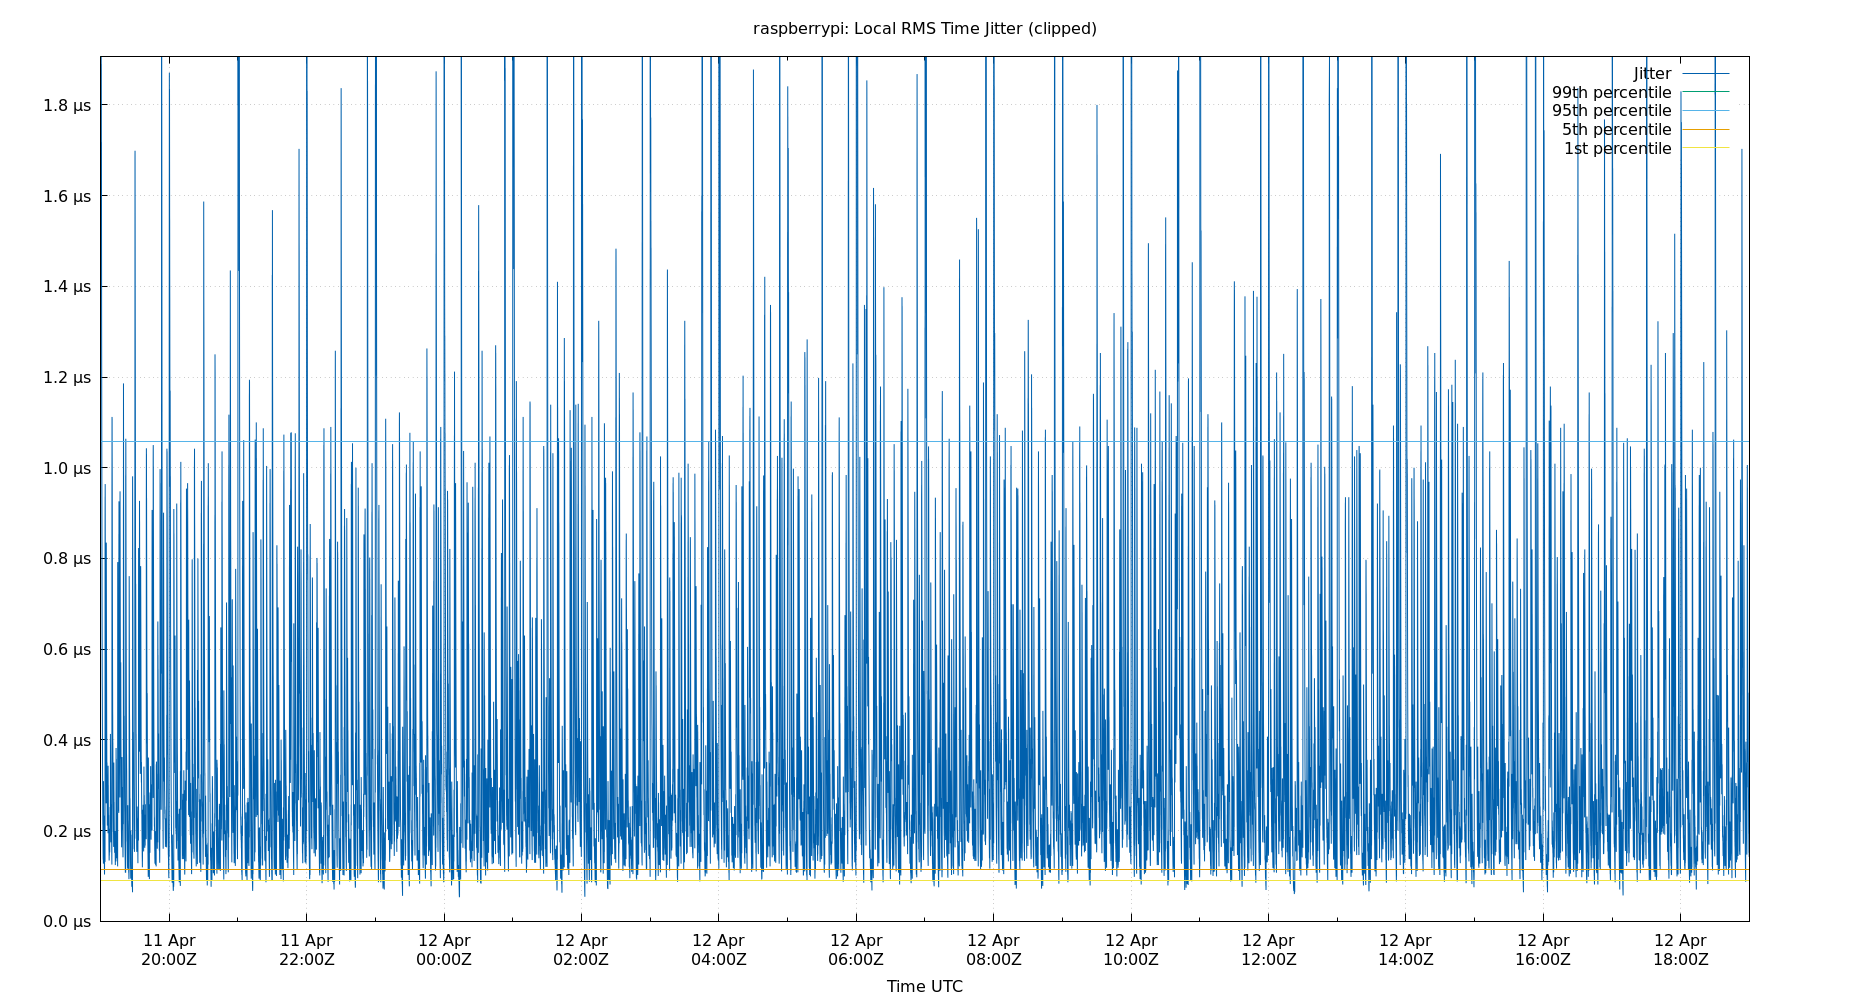 raspberrypi: Local RMS Time Jitter (clipped)
Jitter
99th percentile
95th percentile
5th percentile
1st percentile
1.8 µs
1.6 µs
1.4 µs
1.2 µs
1.0 µs
0.8 µs
0.6 µs
0.4 µs
0.2 µs
0.0 µs
11 Apr 11 Apr 12 Apr 12 Apr 12 Apr 12 Apr 12 Apr 12 Apr 12 Apr 12 Apr 12 Apr 12 Apr
20:00Z 22:00Z 00:00Z 02:00Z 04:00Z 06:00Z 08:00Z 10:00Z 12:00Z 14:00Z 16:00Z 18:00Z
Time UTC